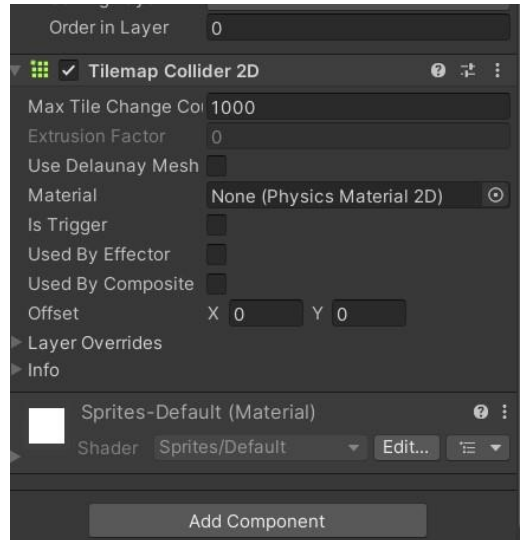 Order in Layer 0
Tilemap Collider 2D
Max Tile Change Co 1000
Extrusion Factor 0
Use Delaunay Mesh
Material None (Physics Material 2D)
Is Trigger
Used By Effector
Used By Composite
Offset X 0 Y 0
Layer Overrides
Info
Sprites-Default (Material)
Shader Sprites/Default Edit...
Add Component